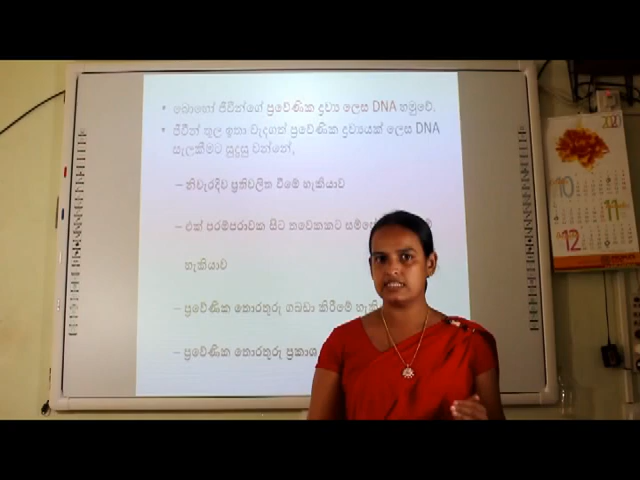 • බොහෝ ජීවීන්ගේ ප්‍රවේණික ද්‍රව්‍ය ලෙස DNA හමුවේ.
• ජීවීන් තුල ඉතා වැදගත් ප්‍රවේණික ද්‍රව්‍යයක් ලෙස DNA
සැලකීමට සුදුසු වන්නේ,
– නිවැරදිව ප්‍රතිවලිත වීමේ හැකියාව
– එක් පරම්පරාවක සිට තවෙකකට
හැකියාව
– ප්‍රවේණික තොරතුරු ගබඩා කිරීමේ
– ප්‍රවේණික තොරතුරු ප්‍රකාශ
2020
10
11
12